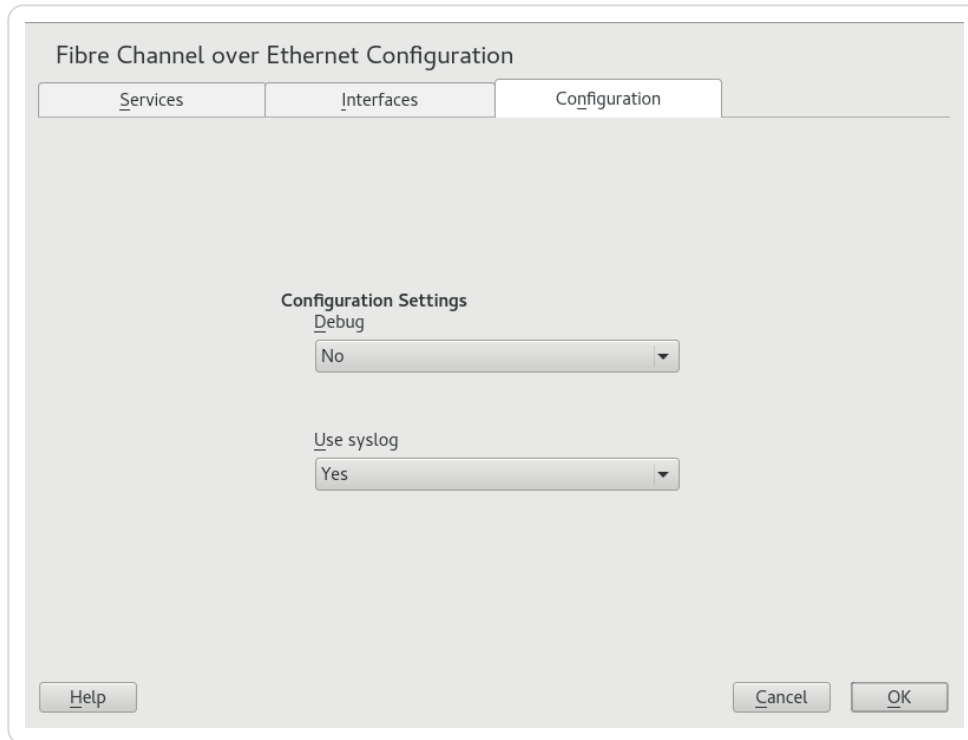 Fibre Channel over Ethernet Configuration
Services Interfaces Configuration
Configuration Settings
Debug
No
Use syslog
Yes
Help Cancel OK